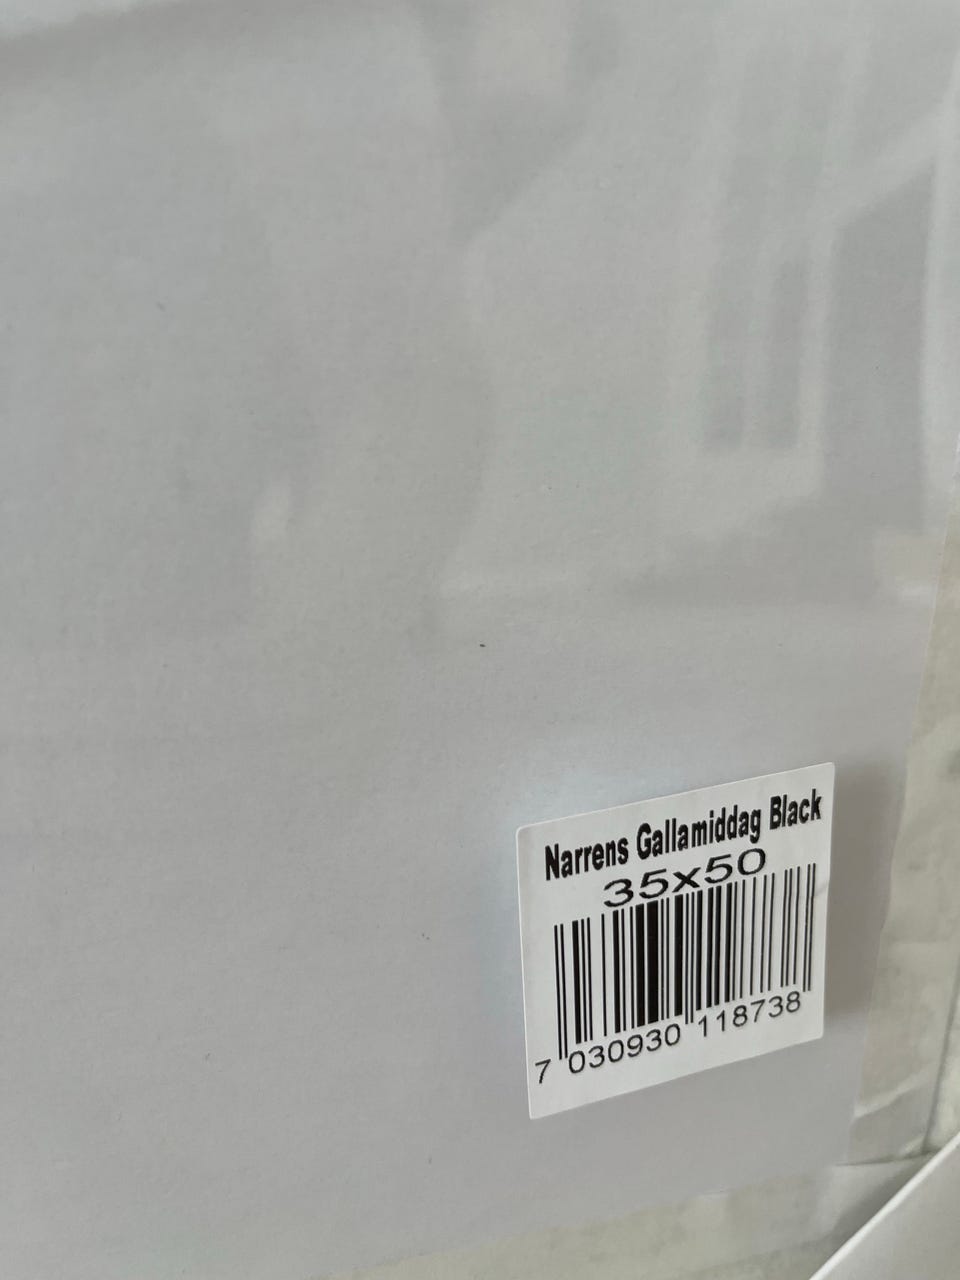 Narrens Gallamiddag Black
35x50
7 030930 118738